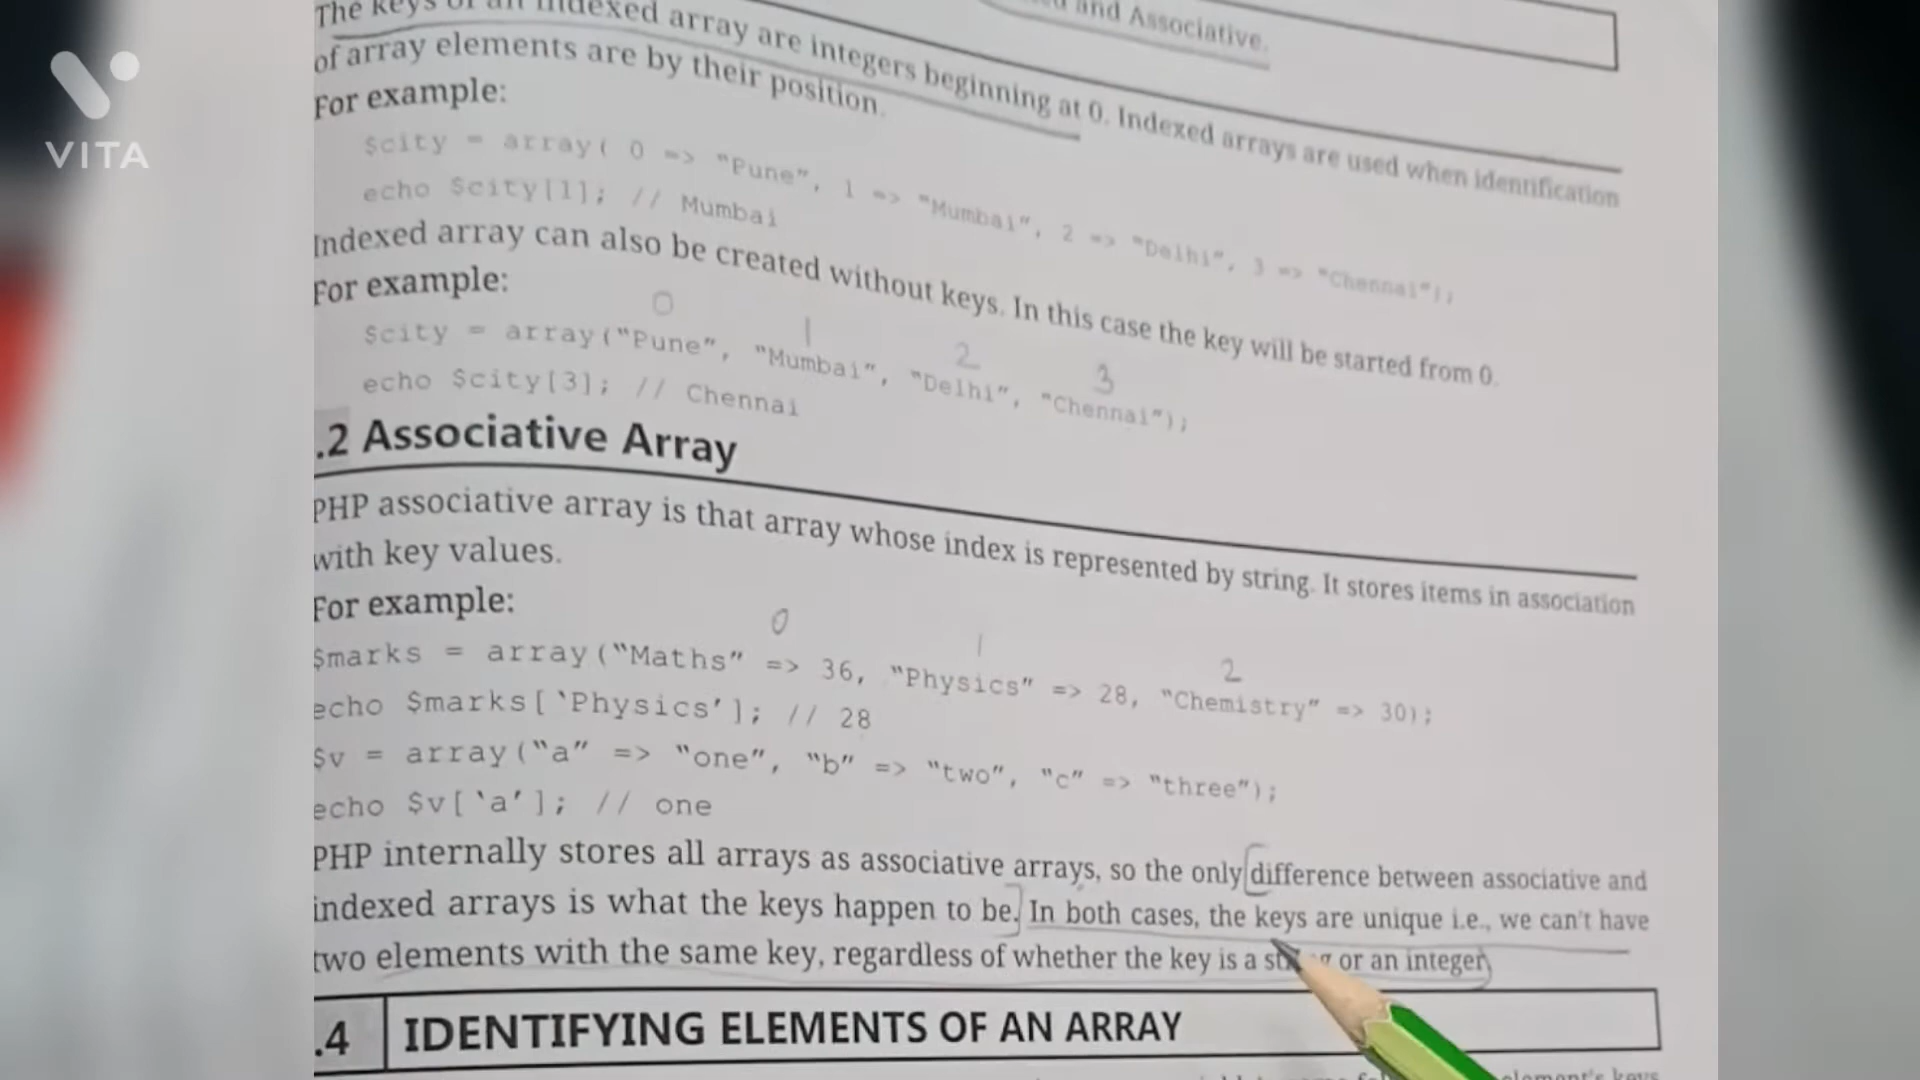 and Associative.
The keys of an indexed array are integers beginning at 0. Indexed arrays are used when identification
of array elements are by their position.
For example:
$city = array( 0 => "Pune", 1 => "Mumbai", 2 => "Delhi", 3 => "Chennai");
echo $city[1]; // Mumbai
Indexed array can also be created without keys. In this case the key will be started from 0.
For example:
0 1 2 3
$city = array("Pune", "Mumbai", "Delhi", "Chennai");
echo $city[3]; // Chennai
.2 Associative Array
PHP associative array is that array whose index is represented by string. It stores items in association
with key values.
For example:
0 1 2
$marks = array("Maths" => 36, "Physics" => 28, "Chemistry" => 30);
echo $marks[‘Physics’]; // 28
$v = array("a" => "one", "b" => "two", "c" => "three");
echo $v[‘a’]; // one
PHP internally stores all arrays as associative arrays, so the only difference between associative and
indexed arrays is what the keys happen to be. In both cases, the keys are unique i.e., we can't have
two elements with the same key, regardless of whether the key is a string or an integer.
.4 IDENTIFYING ELEMENTS OF AN ARRAY
element's keys
VITA